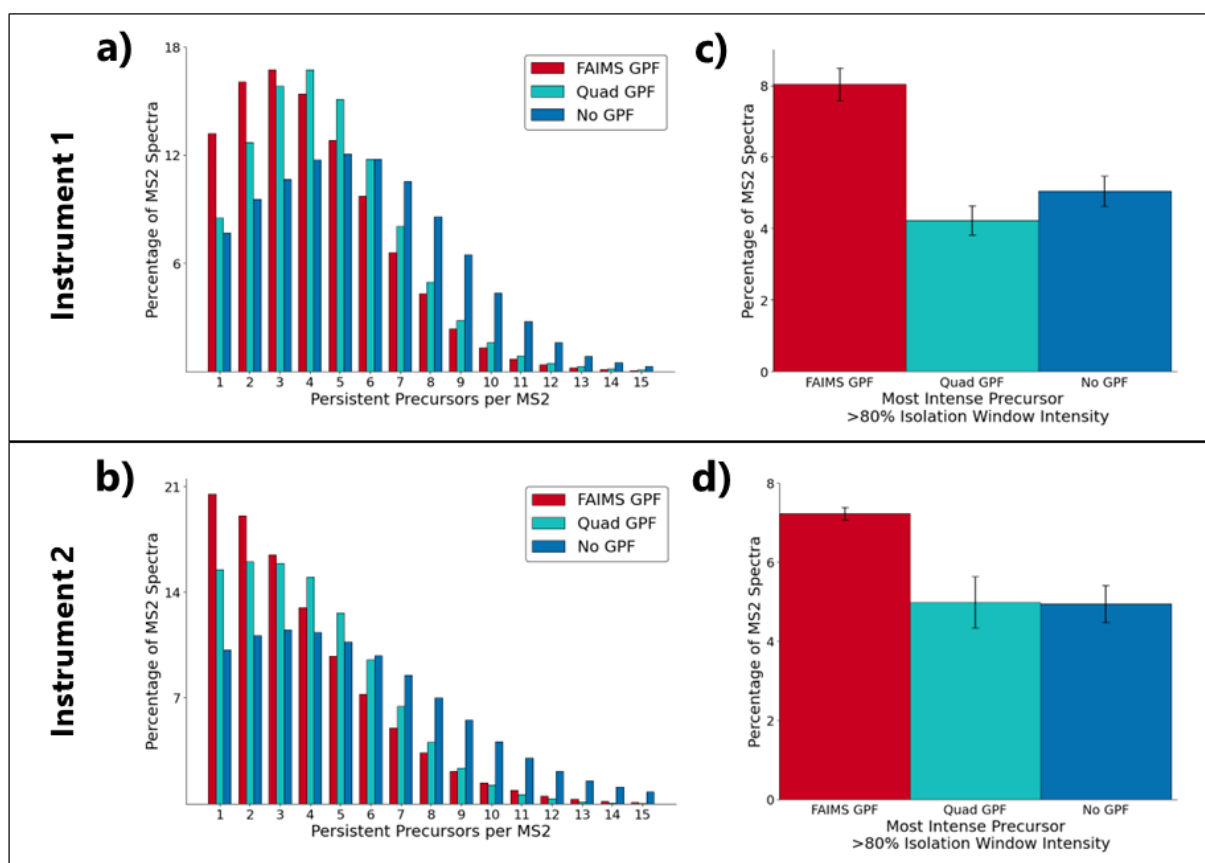 Instrument 1
a)
18
12
6
Percentage of MS2 Spectra
FAIMS GPF
Quad GPF
No GPF
1 2 3 4 5 6 7 8 9 10 11 12 13 14 15
Persistent Precursors per MS2
c)
8
6
4
2
0
Percentage of MS2 Spectra
FAIMS GPF Quad GPF No GPF
Most Intense Precursor
>80% Isolation Window Intensity
Instrument 2
b)
21
14
7
Percentage of MS2 Spectra
FAIMS GPF
Quad GPF
No GPF
1 2 3 4 5 6 7 8 9 10 11 12 13 14 15
Persistent Precursors per MS2
d)
8
6
4
2
0
Percentage of MS2 Spectra
FAIMS GPF Quad GPF No GPF
Most Intense Precursor
>80% Isolation Window Intensity